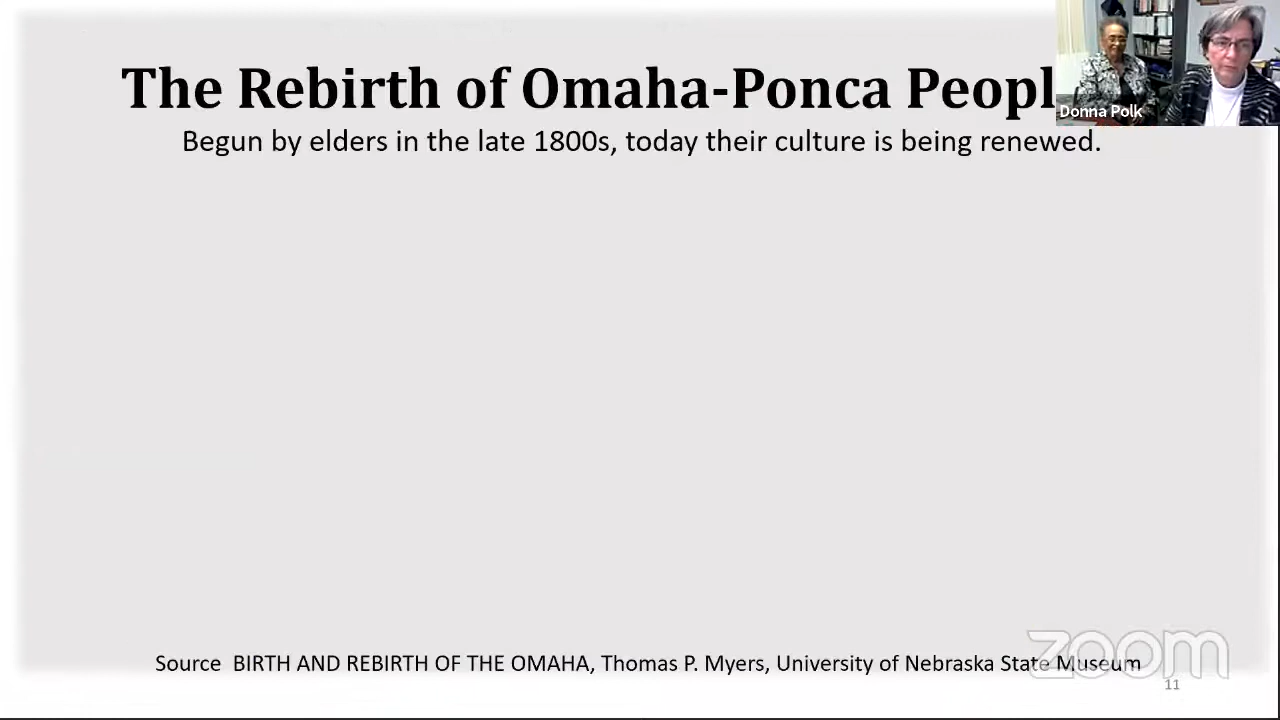 The Rebirth of Omaha-Ponca Peopl
Donna Polk
Begun by elders in the late 1800s, today their culture is being renewed.
Source BIRTH AND REBIRTH OF THE OMAHA, Thomas P. Myers, University of Nebraska State Museum
zoom
11